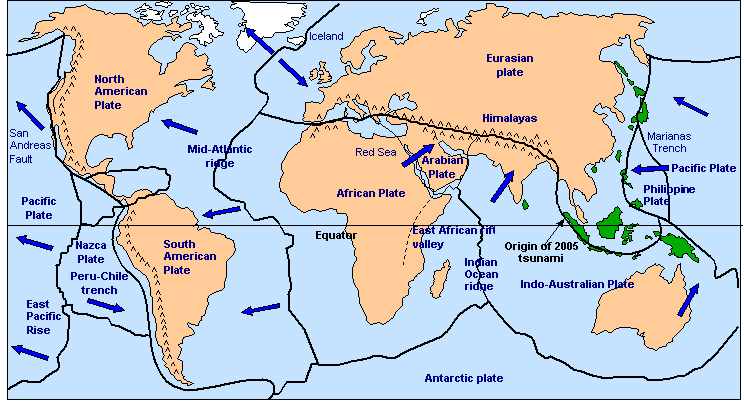 Iceland
Eurasian
plate
North
American
Plate
San
Andreas
Fault
Mid-Atlantic
ridge
Himalayas
Red Sea
Arabian
Plate
Marianas
Trench
Pacific Plate
Philippine
Plate
African Plate
Pacific
Plate
Nazca
Plate
South
American
Plate
Equator
East African rift
valley
Origin of 2005
tsunami
Peru-Chile
trench
Indian
Ocean
ridge
Indo-Australian Plate
East
Pacific
Rise
Antarctic plate